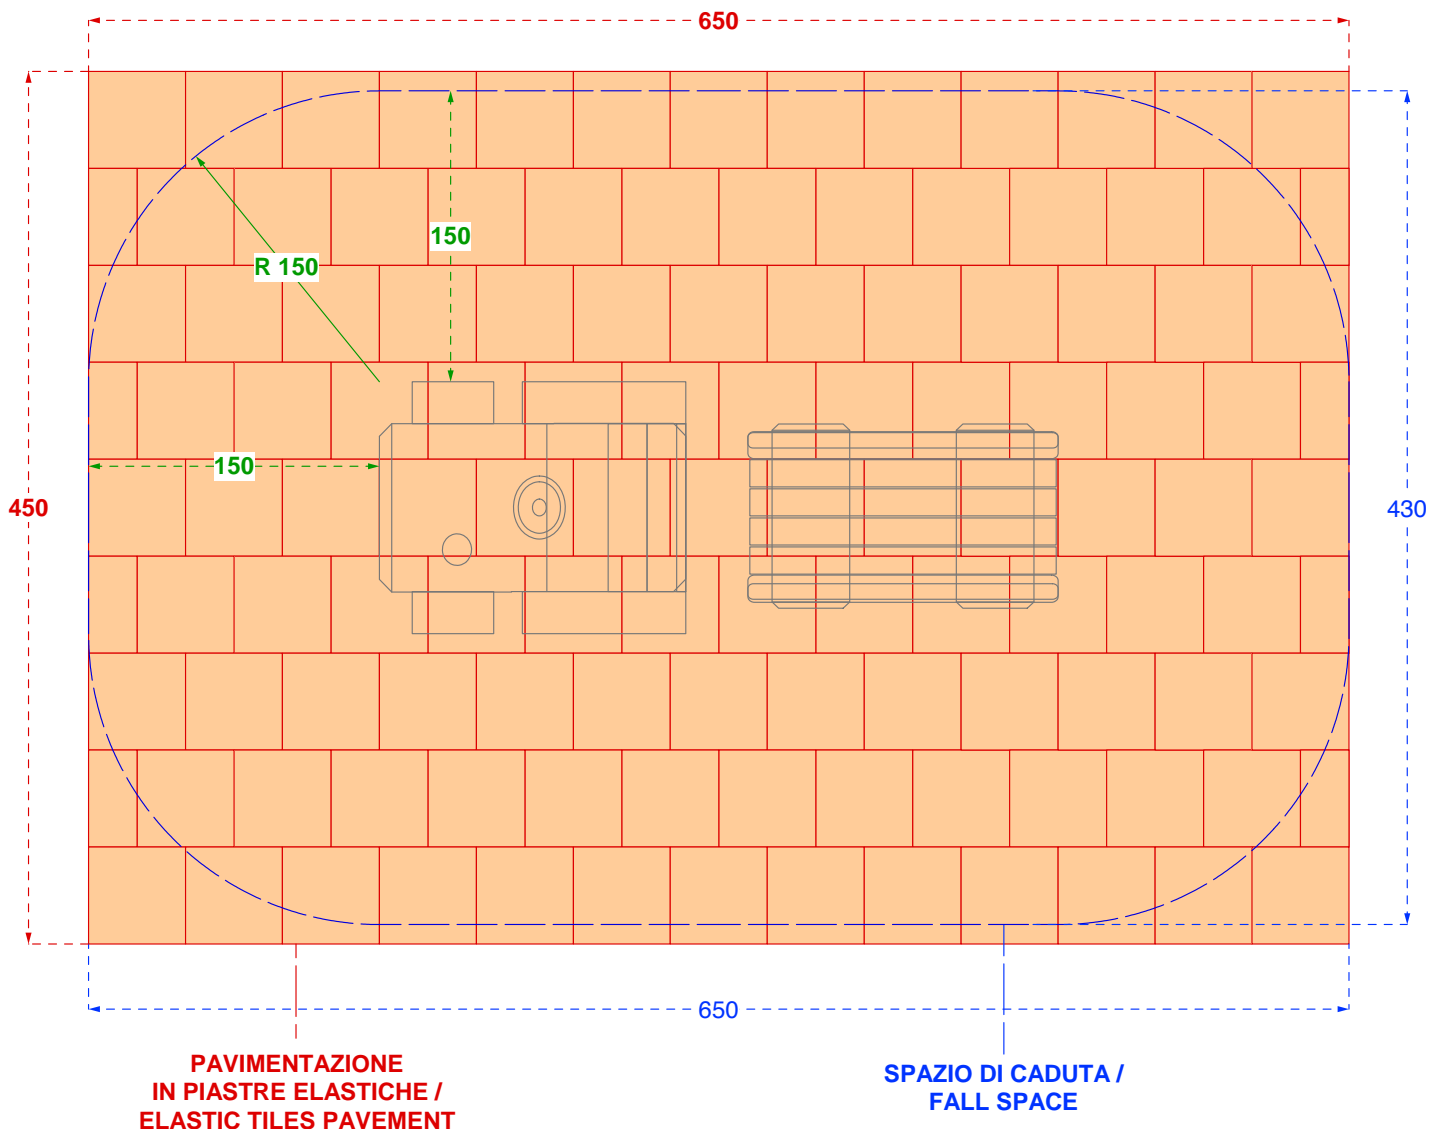 650
150
R 150
150
450
430
650
PAVIMENTAZIONE
IN PIASTRE ELASTICHE /
ELASTIC TILES PAVEMENT
SPAZIO DI CADUTA /
FALL SPACE